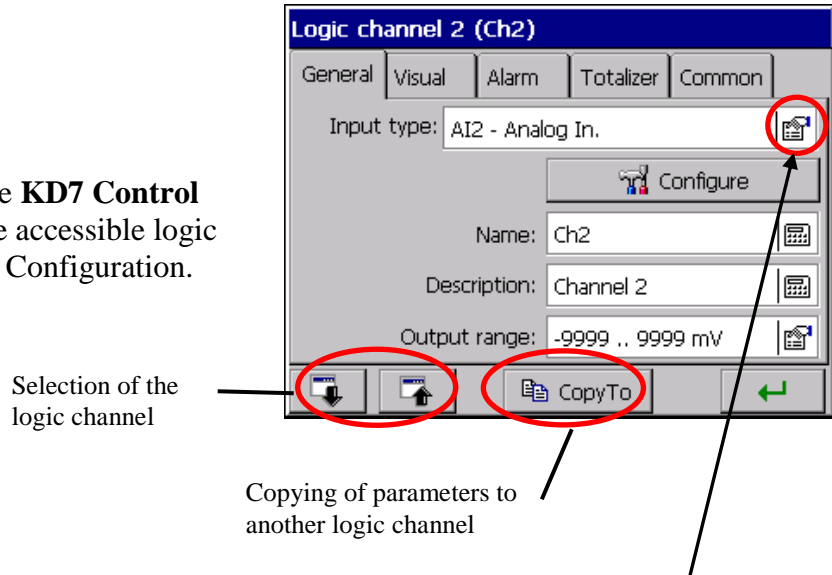 Logic channel 2 (Ch2)
General Visual Alarm Totalizer Common
Input type: AI2 - Analog In.
Configure
Name: Ch2
Description: Channel 2
Output range: -9999 .. 9999 mV
CopyTo
KD7 Control
accessible logic
Configuration.
Selection of the
logic channel
Copying of parameters to
another logic channel